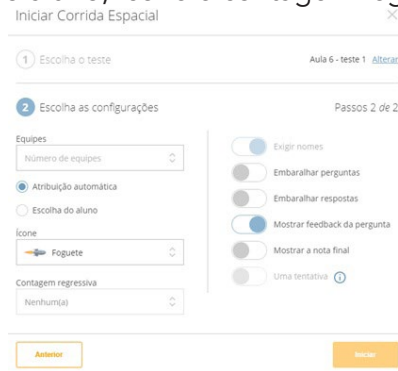 Iniciar Corrida Espacial
1 Escolha o teste
Aula 6 - teste 1 Alterar
2 Escolha as configurações
Passos 2 de 2
Equipes
Número de equipes
Atribuição automática
Escolha do aluno
Ícone
Foguete
Contagem regressiva
Nenhum(a)
Exigir nomes
Embaralhar perguntas
Embaralhar respostas
Mostrar feedback da pergunta
Mostrar a nota final
Uma tentativa
Anterior
Iniciar